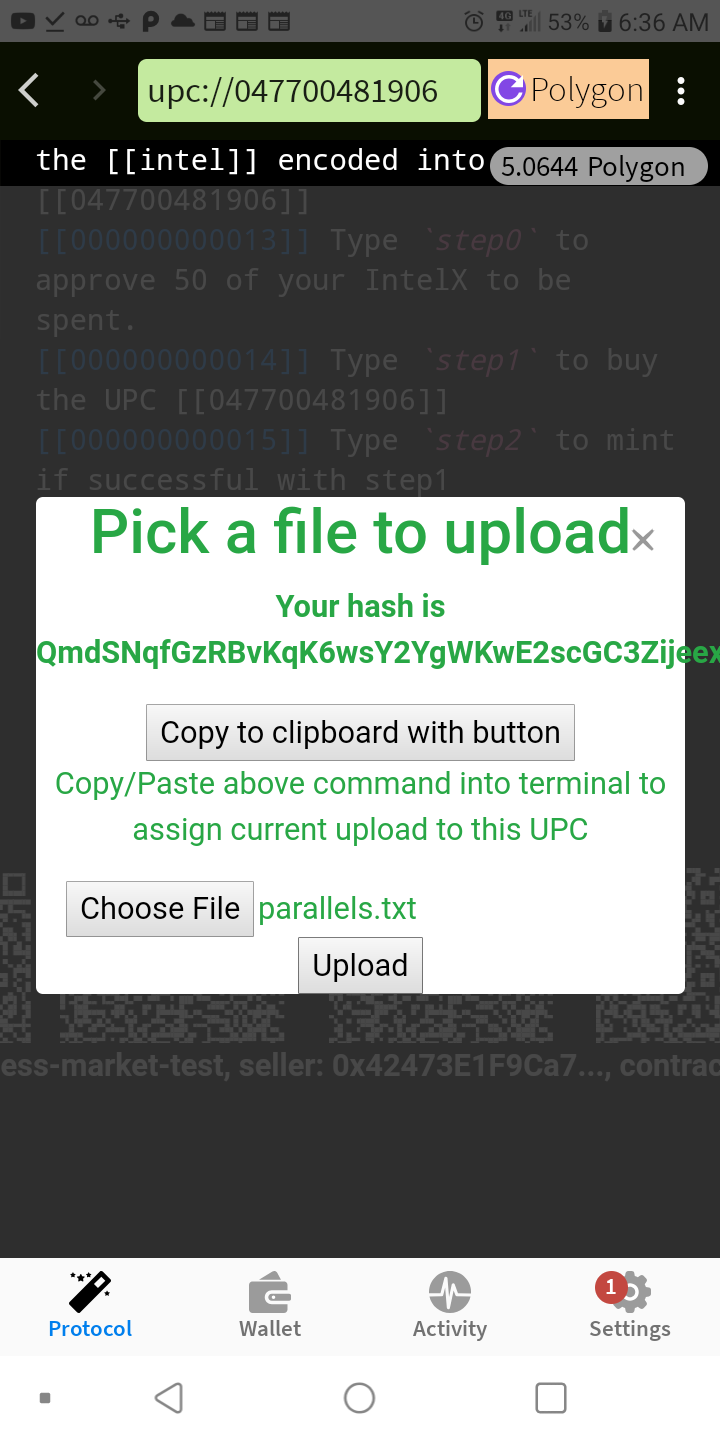 4G LTE 53% 6:36 AM
upc://047700481906 Polygon
the [[intel]] encoded into 5.0644 Polygon
[[047700481906]]
[[000000000013]] Type `step0` to
approve 50 of your IntelX to be
spent.
[[000000000014]] Type `step1` to buy
the UPC [[047700481906]]
[[000000000015]] Type `step2` to mint
if successful with step1
Pick a file to upload ×
Your hash is
QmdSNqfGzRBvKqK6wsY2YgWKwE2scGC3Zijeex
Copy to clipboard with button
Copy/Paste above command into terminal to
assign current upload to this UPC
Choose File parallels.txt
Upload
ess-market-test, seller: 0x42473E1F9Ca7..., contrac
1
Protocol Wallet Activity Settings